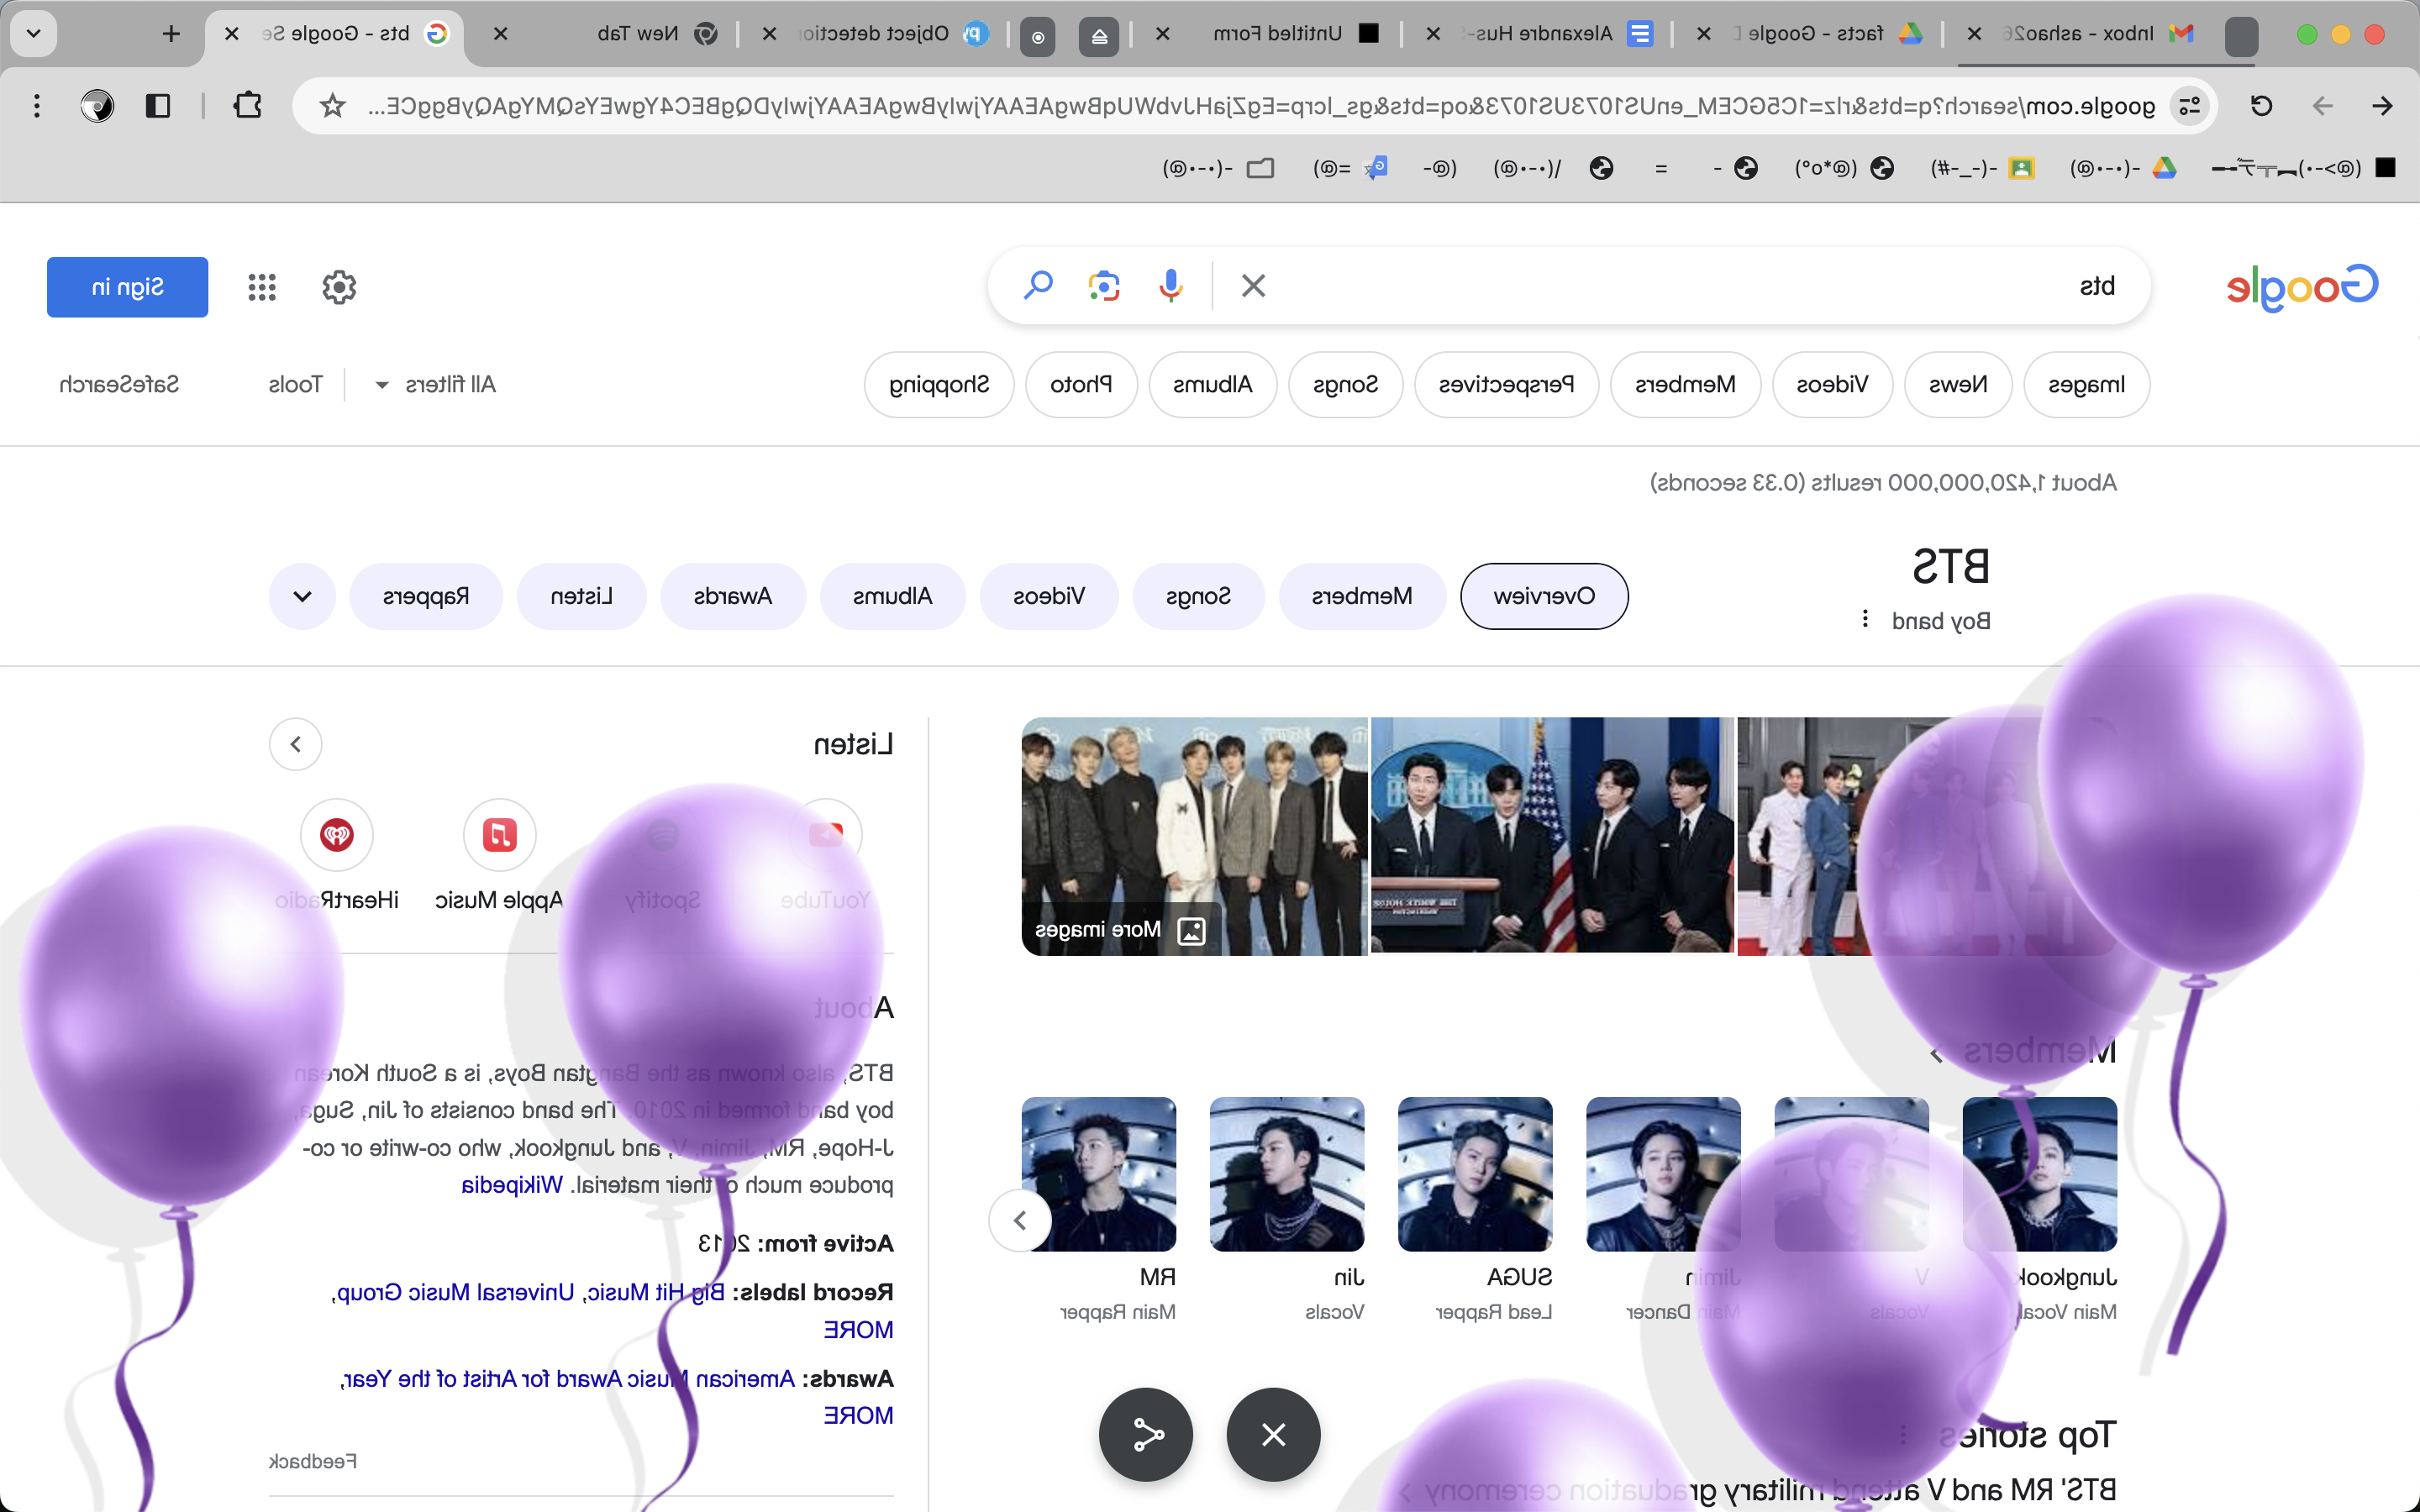 Inbox - ashao26
facts - Google D
Alexandre Hus-
Untitled Form
Object detection
New Tab
bts - Google Se
google.com/search?q=bts&rlz=1C5GCEM_enUS1073US1073&oq=bts&gs_lcrp=EgZjaHJvbWUqBwgAEAAYjwIyBwgAEAAYjwIyDQgBEC4YgwEYsQMYgAQyBggCE...
Google
bts
Sign in
Images
News
Videos
Members
Perspectives
Songs
Albums
Photo
Shopping
All filters
Tools
SafeSearch
About 1,420,000,000 results (0.33 seconds)
BTS
Boy band
Overview
Members
Songs
Videos
Albums
Awards
Listen
Rappers
More images
Members
Jungkook
Main Vocal
V
Vocals
Jimin
Main Dancer
SUGA
Lead Rapper
Jin
Vocals
RM
Main Rapper
Top stories
BTS' RM and V attend military graduation ceremony
Listen
YouTube
Spotify
Apple Music
iHeartRadio
About
BTS, also known as the Bangtan Boys, is a South Korean
boy band formed in 2010. The band consists of Jin, Suga,
J-Hope, RM, Jimin, V, and Jungkook, who co-write or co-
produce much of their material. Wikipedia
Active from: 2013
Record labels: Big Hit Music, Universal Music Group,
MORE
Awards: American Music Award for Artist of the Year,
MORE
Feedback